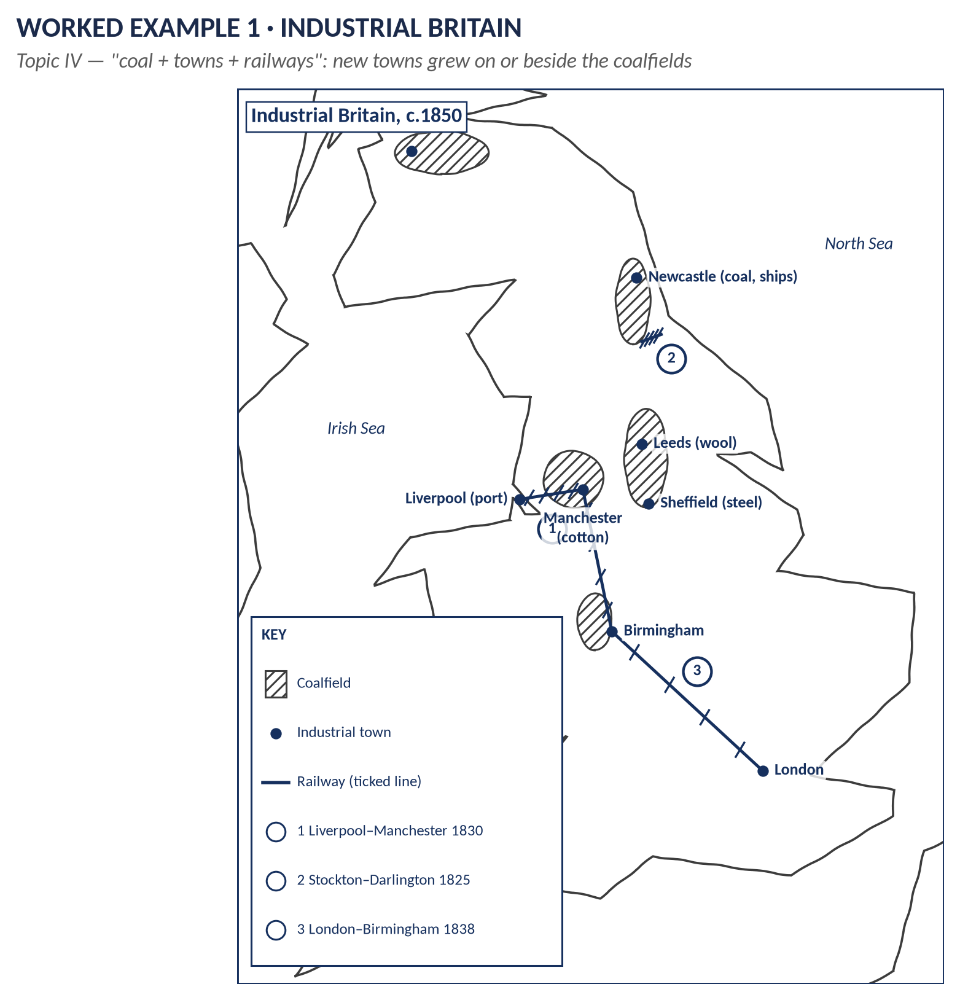 WORKED EXAMPLE 1 · INDUSTRIAL BRITAIN
Topic IV — "coal + towns + railways": new towns grew on or beside the coalfields
Industrial Britain, c.1850
North Sea
Newcastle (coal, ships)
2
Irish Sea
Leeds (wool)
Liverpool (port)
Sheffield (steel)
Manchester
(cotton)
1
Birmingham
3
London
KEY
Coalfield
Industrial town
Railway (ticked line)
1 Liverpool–Manchester 1830
2 Stockton–Darlington 1825
3 London–Birmingham 1838